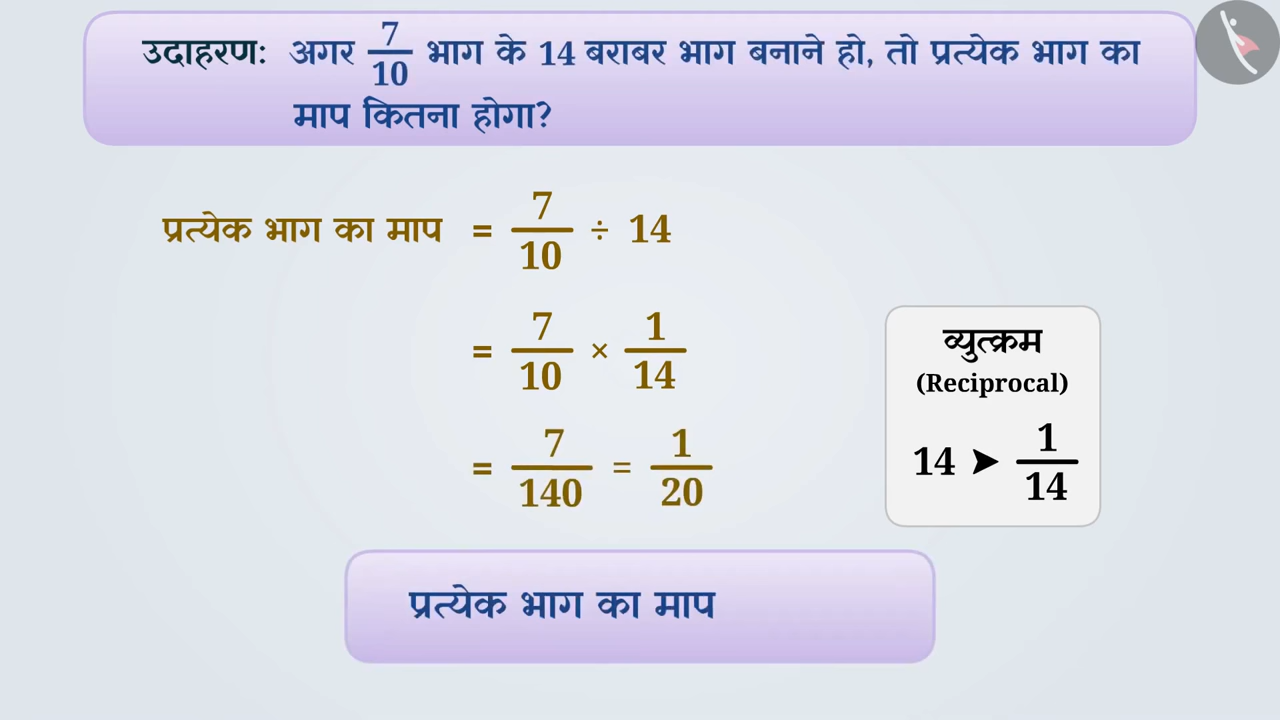 उदाहरण: अगर 7/10 भाग के 14 बराबर भाग बनाने हो, तो प्रत्येक भाग का
माप कितना होगा?
प्रत्येक भाग का माप = 7/10 ÷ 14
= 7/10 × 1/14
= 7/140 = 1/20
व्युत्क्रम
(Reciprocal)
14 ➤ 1/14
प्रत्येक भाग का माप